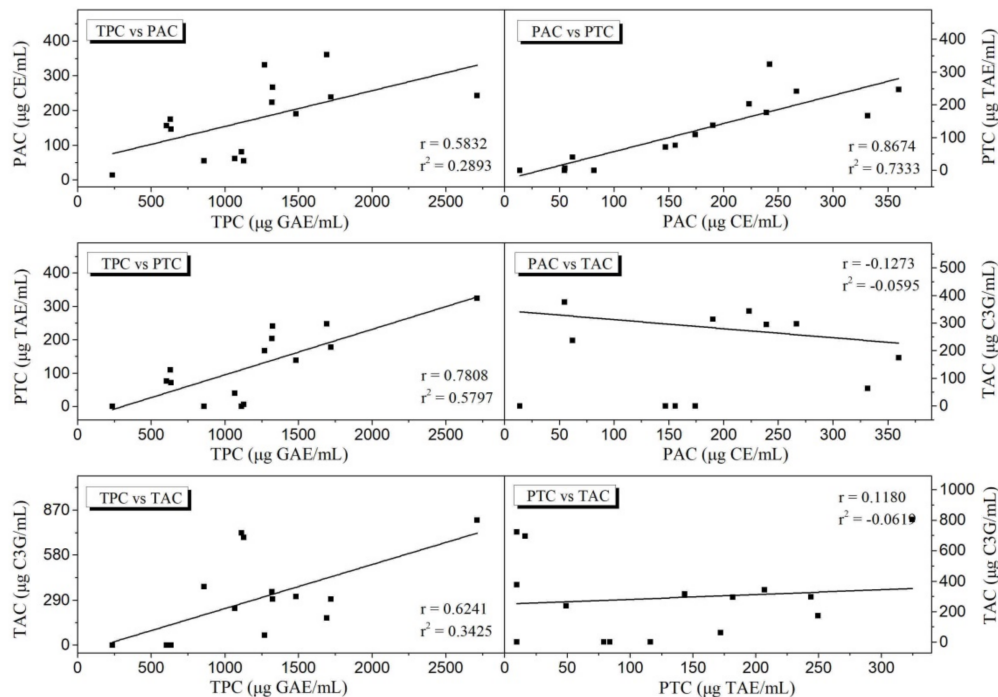 TPC vs PAC
PAC (μg CE/mL)
400
300
200
100
0
r = 0.5832
r² = 0.2893
0 500 1000 1500 2000 2500
TPC (μg GAE/mL)
PAC vs PTC
PTC (μg TAE/mL)
400
300
200
100
0
r = 0.8674
r² = 0.7333
0 50 100 150 200 250 300 350
PAC (μg CE/mL)
TPC vs PTC
PTC (μg TAE/mL)
400
300
200
100
0
r = 0.7808
r² = 0.5797
0 500 1000 1500 2000 2500
TPC (μg GAE/mL)
PAC vs TAC
r = -0.1273
r² = -0.0595
TAC (μg C3G/mL)
500
400
300
200
100
0
0 50 100 150 200 250 300 350
PAC (μg CE/mL)
TPC vs TAC
TAC (μg C3G/mL)
870
580
290
0
r = 0.6241
r² = 0.3425
0 500 1000 1500 2000 2500
TPC (μg GAE/mL)
PTC vs TAC
r = 0.1180
r² = -0.0619
TAC (μg C3G/mL)
1000
800
600
400
200
0
0 50 100 150 200 250 300
PTC (μg TAE/mL)